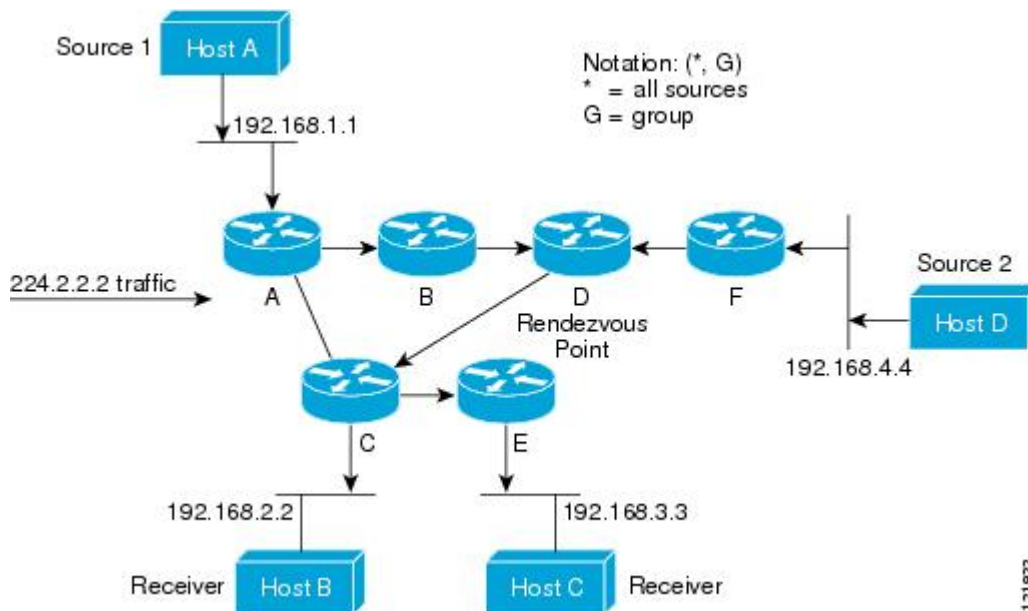 Source 1
Host A
Notation: (*, G)
* = all sources
G = group
192.168.1.1
224.2.2.2 traffic
A
B
D
F
Rendezvous
Point
Source 2
Host D
192.168.4.4
C
E
192.168.2.2
192.168.3.3
Receiver
Host B
Host C
Receiver